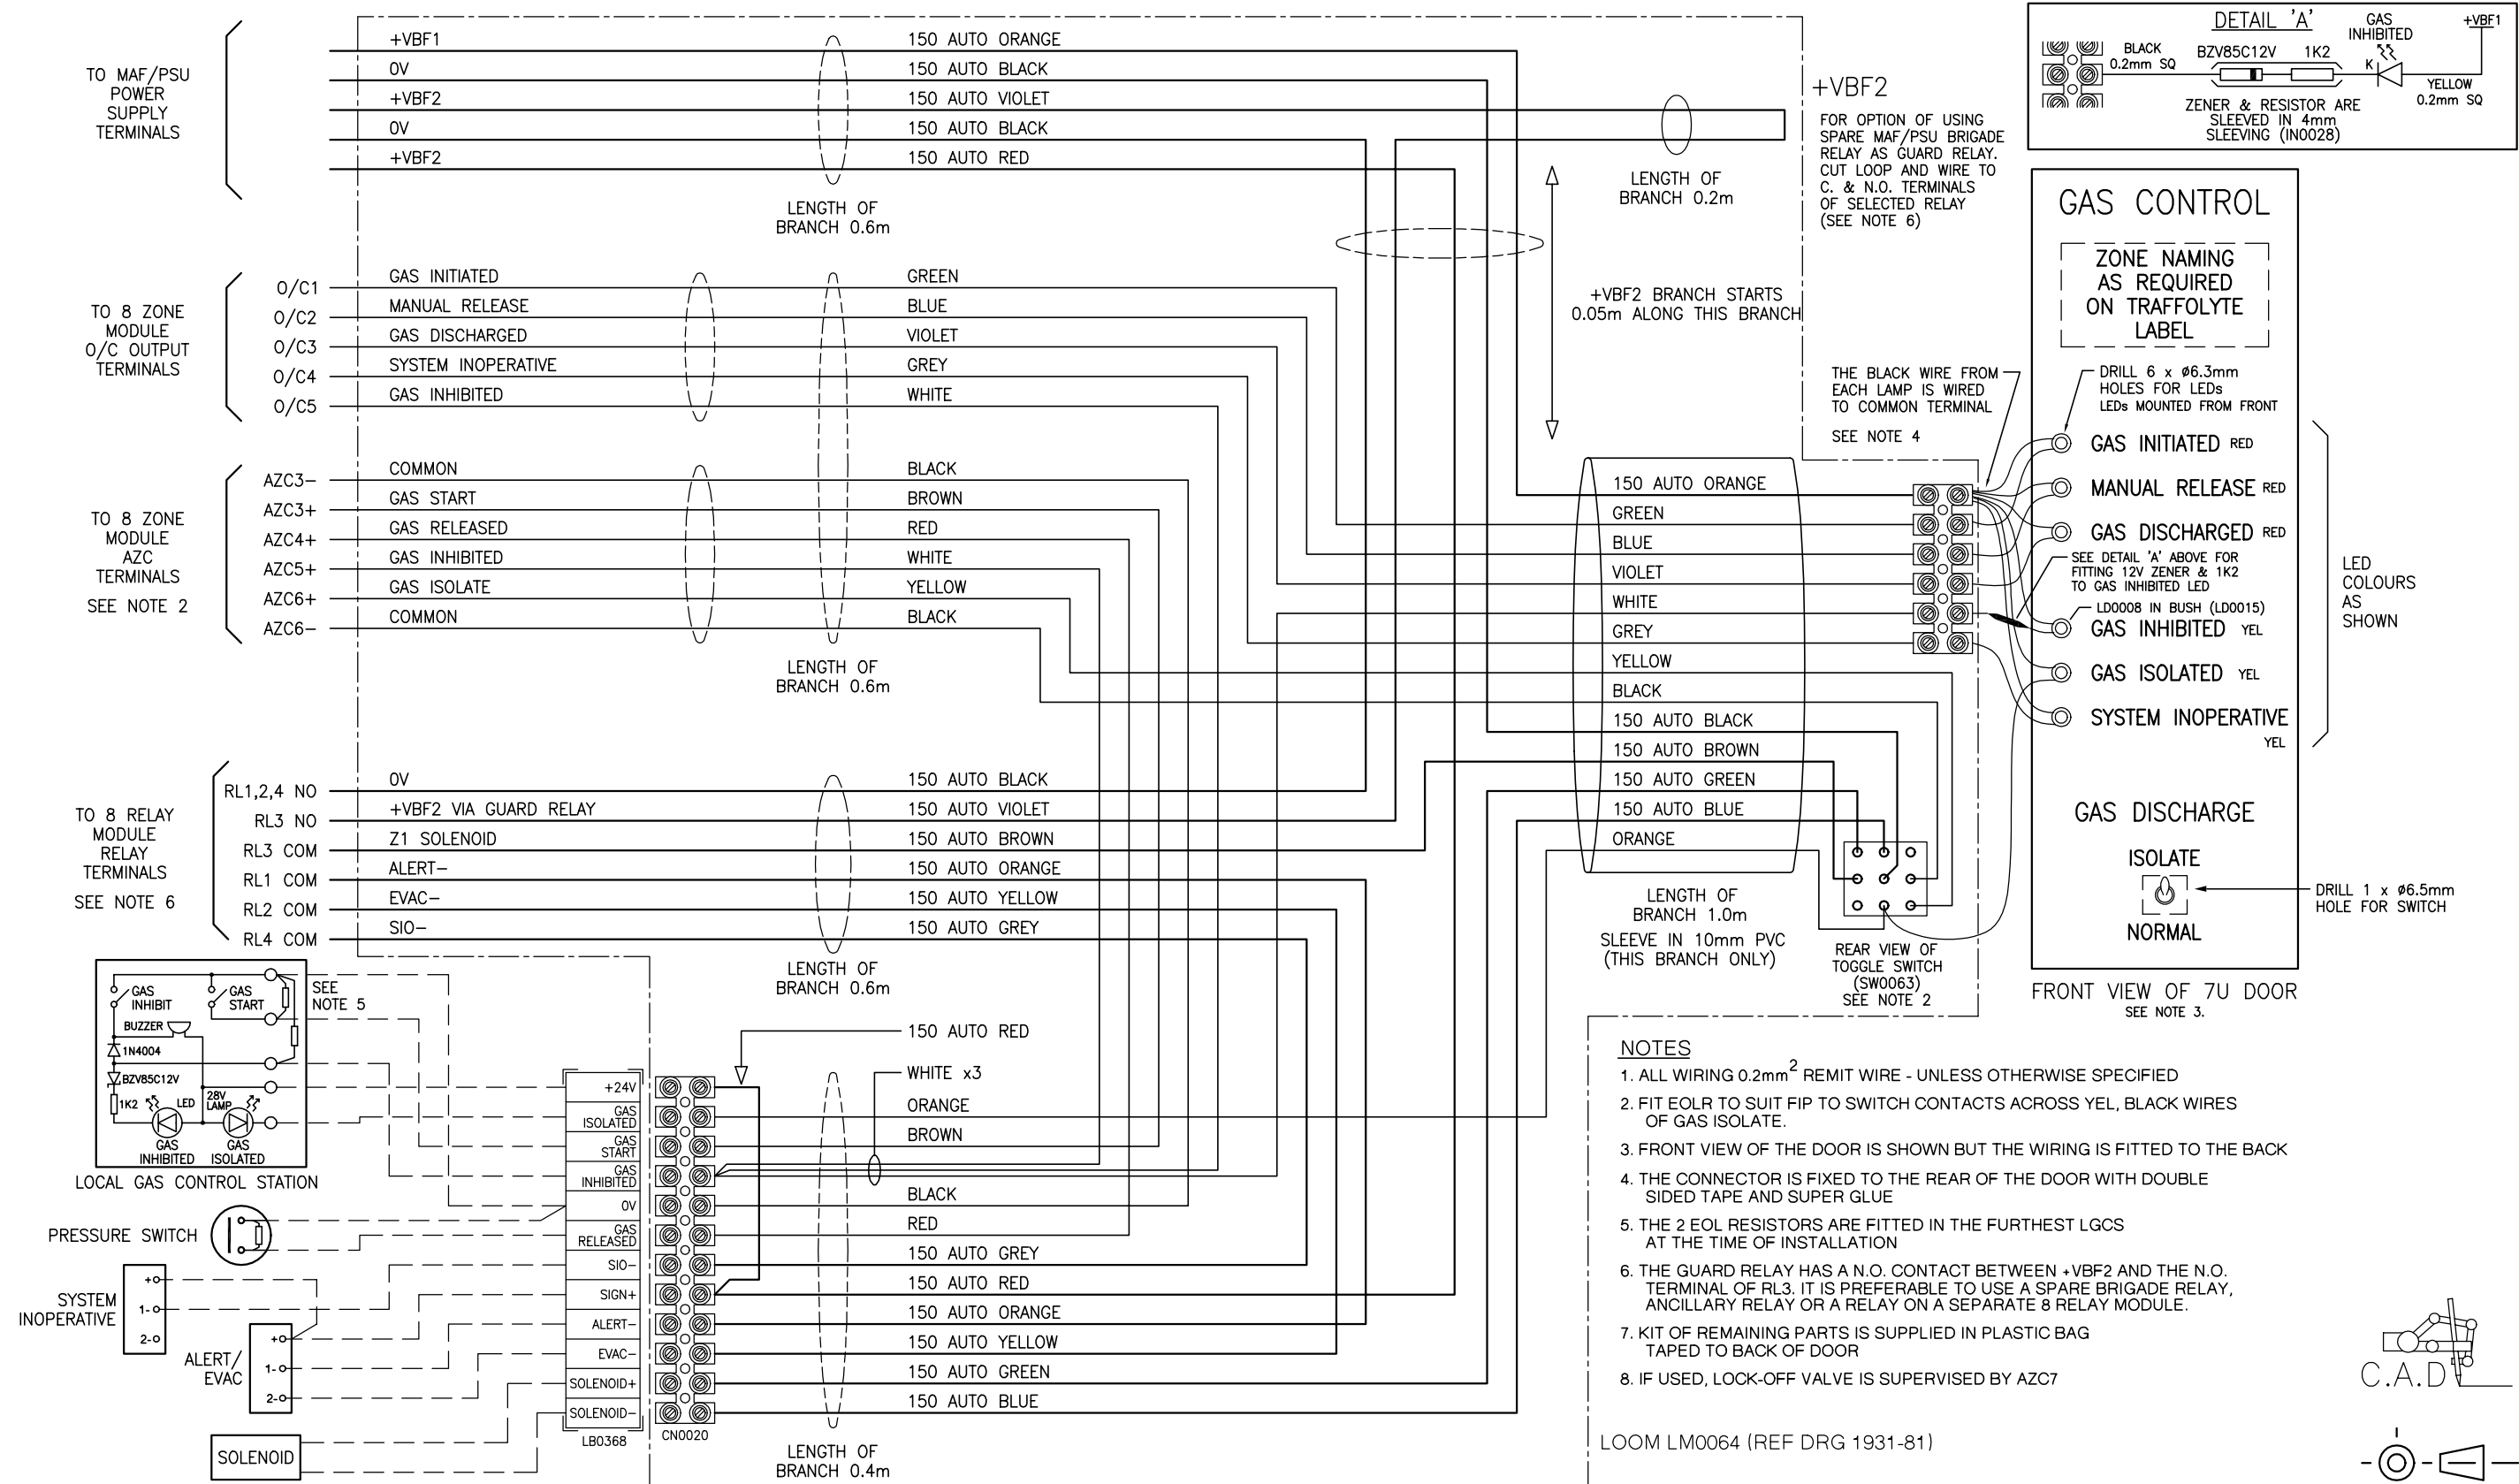 +VBF1
150 AUTO ORANGE
0V
150 AUTO BLACK
+VBF2
150 AUTO VIOLET
0V
150 AUTO BLACK
+VBF2
150 AUTO RED
TO MAF/PSU
POWER
SUPPLY
TERMINALS
LENGTH OF
BRANCH 0.6m
+VBF2
FOR OPTION OF USING
SPARE MAF/PSU BRIGADE
RELAY AS GUARD RELAY.
CUT LOOP AND WIRE TO
C. & N.O. TERMINALS
OF SELECTED RELAY
(SEE NOTE 6)
LENGTH OF
BRANCH 0.2m
+VBF2 BRANCH STARTS
0.05m ALONG THIS BRANCH
DETAIL 'A'
GAS
INHIBITED
+VBF1
BLACK
0.2mm SQ
BZV85C12V
1K2
K
YELLOW
0.2mm SQ
ZENER & RESISTOR ARE
SLEEVED IN 4mm
SLEEVING (IN0028)
TO 8 ZONE
MODULE
O/C OUTPUT
TERMINALS
O/C1
GAS INITIATED
GREEN
O/C2
MANUAL RELEASE
BLUE
O/C3
GAS DISCHARGED
VIOLET
O/C4
SYSTEM INOPERATIVE
GREY
O/C5
GAS INHIBITED
WHITE
TO 8 ZONE
MODULE
AZC
TERMINALS
SEE NOTE 2
AZC3-
COMMON
BLACK
AZC3+
GAS START
BROWN
AZC4+
GAS RELEASED
RED
AZC5+
GAS INHIBITED
WHITE
AZC6+
GAS ISOLATE
YELLOW
AZC6-
COMMON
BLACK
LENGTH OF
BRANCH 0.6m
TO 8 RELAY
MODULE
RELAY
TERMINALS
SEE NOTE 6
RL1,2,4 NO
0V
150 AUTO BLACK
RL3 NO
+VBF2 VIA GUARD RELAY
150 AUTO VIOLET
RL3 COM
Z1 SOLENOID
150 AUTO BROWN
RL1 COM
ALERT-
150 AUTO ORANGE
RL2 COM
EVAC-
150 AUTO YELLOW
RL4 COM
SIO-
150 AUTO GREY
LENGTH OF
BRANCH 0.6m
THE BLACK WIRE FROM
EACH LAMP IS WIRED
TO COMMON TERMINAL
SEE NOTE 4
150 AUTO ORANGE
GREEN
BLUE
VIOLET
WHITE
GREY
YELLOW
BLACK
150 AUTO BLACK
150 AUTO BROWN
150 AUTO GREEN
150 AUTO BLUE
ORANGE
LENGTH OF
BRANCH 1.0m
SLEEVE IN 10mm PVC
(THIS BRANCH ONLY)
REAR VIEW OF
TOGGLE SWITCH
(SW0063)
SEE NOTE 2
GAS CONTROL
ZONE NAMING
AS REQUIRED
ON TRAFFOLYTE
LABEL
DRILL 6 x ø6.3mm
HOLES FOR LEDs
LEDs MOUNTED FROM FRONT
GAS INITIATED RED
MANUAL RELEASE RED
GAS DISCHARGED RED
SEE DETAIL 'A' ABOVE FOR
FITTING 12V ZENER & 1K2
TO GAS INHIBITED LED
LD0008 IN BUSH (LD0015)
GAS INHIBITED YEL
GAS ISOLATED YEL
SYSTEM INOPERATIVE
YEL
LED
COLOURS
AS
SHOWN
GAS DISCHARGE
ISOLATE
NORMAL
DRILL 1 x ø6.5mm
HOLE FOR SWITCH
FRONT VIEW OF 7U DOOR
SEE NOTE 3.
GAS
INHIBIT
GAS
START
BUZZER
1N4004
BZV85C12V
1K2
LED
28V
LAMP
GAS
INHIBITED
GAS
ISOLATED
SEE
NOTE 5
LOCAL GAS CONTROL STATION
PRESSURE SWITCH
SYSTEM
INOPERATIVE
+
1-
2-
ALERT/
EVAC
+
1-
2-
SOLENOID
+24V
GAS
ISOLATED
GAS
START
GAS
INHIBITED
0V
GAS
RELEASED
SIO-
SIGN+
ALERT-
EVAC-
SOLENOID+
SOLENOID-
LB0368
CN0020
150 AUTO RED
WHITE x3
ORANGE
BROWN
BLACK
RED
150 AUTO GREY
150 AUTO RED
150 AUTO ORANGE
150 AUTO YELLOW
150 AUTO GREEN
150 AUTO BLUE
LENGTH OF
BRANCH 0.4m
NOTES
1. ALL WIRING 0.2mm² REMIT WIRE - UNLESS OTHERWISE SPECIFIED
2. FIT EOLR TO SUIT FIP TO SWITCH CONTACTS ACROSS YEL, BLACK WIRES
OF GAS ISOLATE.
3. FRONT VIEW OF THE DOOR IS SHOWN BUT THE WIRING IS FITTED TO THE BACK
4. THE CONNECTOR IS FIXED TO THE REAR OF THE DOOR WITH DOUBLE
SIDED TAPE AND SUPER GLUE
5. THE 2 EOL RESISTORS ARE FITTED IN THE FURTHEST LGCS
AT THE TIME OF INSTALLATION
6. THE GUARD RELAY HAS A N.O. CONTACT BETWEEN +VBF2 AND THE N.O.
TERMINAL OF RL3. IT IS PREFERABLE TO USE A SPARE BRIGADE RELAY,
ANCILLARY RELAY OR A RELAY ON A SEPARATE 8 RELAY MODULE.
7. KIT OF REMAINING PARTS IS SUPPLIED IN PLASTIC BAG
TAPED TO BACK OF DOOR
8. IF USED, LOCK-OFF VALVE IS SUPERVISED BY AZC7
LOOM LM0064 (REF DRG 1931-81)
C.A.D